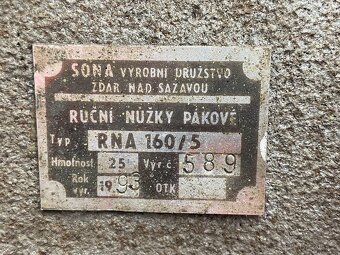 SONA VÝROBNÍ DRUŽSTVO
ŽĎÁR NAD SÁZAVOU
RUČNÍ NŮŽKY PÁKOVÉ
Typ RNA 160/5
Hmotnost 25 Výr.č. 589
Rok výr. 1993 OTK